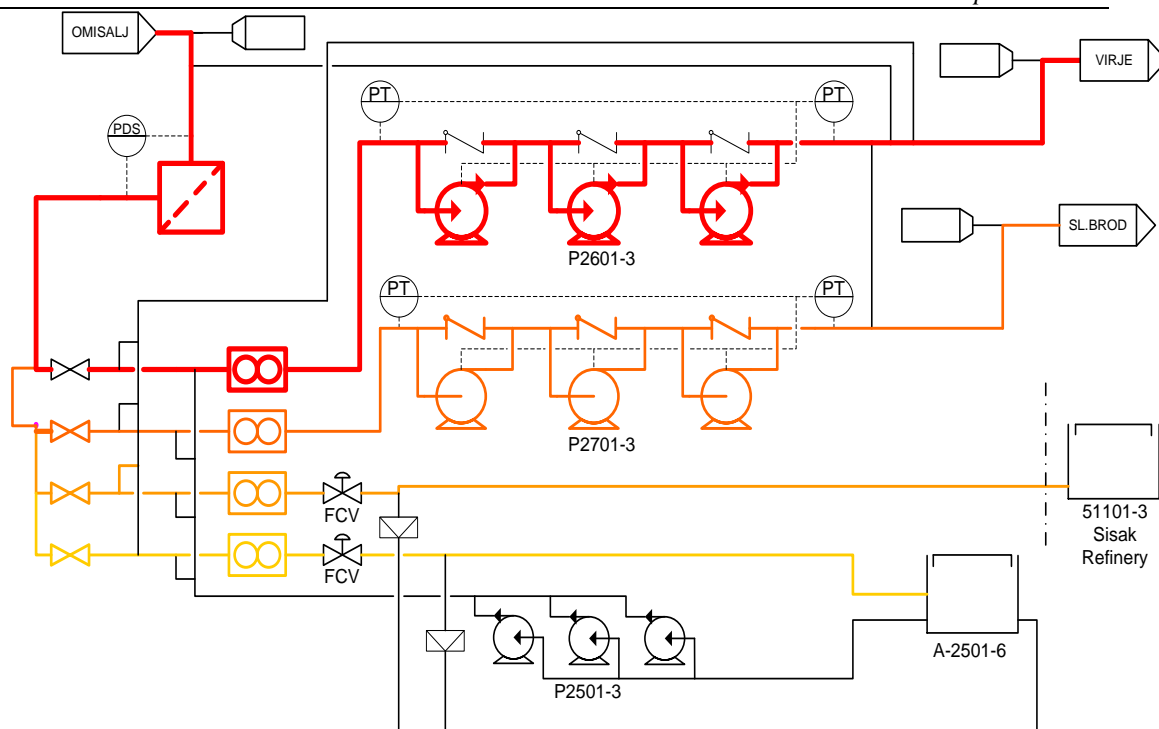 OMISALJ
VIRJE
PT
PT
PDS
SL.BROD
P2601-3
PT
PT
P2701-3
51101-3
Sisak
Refinery
FCV
FCV
A-2501-6
P2501-3